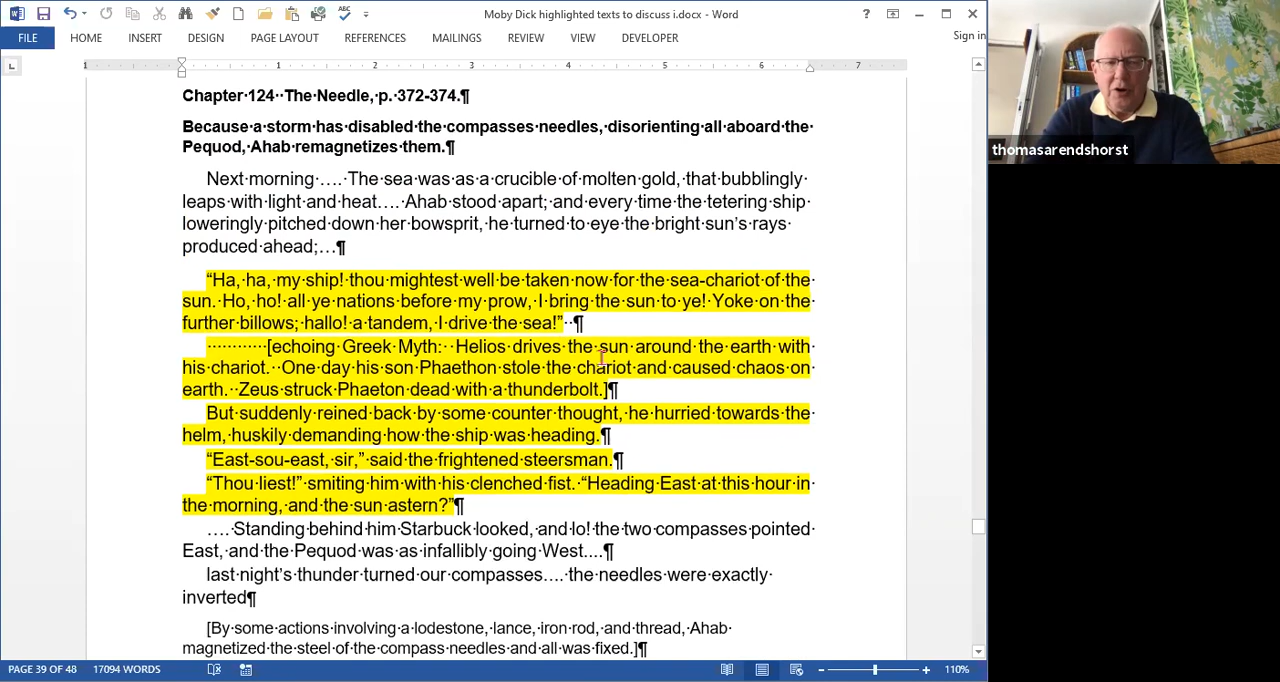 Moby Dick highlighted texts to discuss i.docx - Word
FILE HOME INSERT DESIGN PAGE LAYOUT REFERENCES MAILINGS REVIEW VIEW DEVELOPER Sign in
1 1 2 3 4 5 6 7
Chapter 124 The Needle, p. 372-374.¶
Because a storm has disabled the compasses needles, disorienting all aboard the
Pequod, Ahab remagnetizes them.¶
Next morning …. The sea was as a crucible of molten gold, that bubblingly
leaps with light and heat…. Ahab stood apart; and every time the tetering ship
loweringly pitched down her bowsprit, he turned to eye the bright sun’s rays
produced ahead;…¶
“Ha, ha, my ship! thou mightest well be taken now for the sea-chariot of the
sun. Ho, ho! all ye nations before my prow, I bring the sun to ye! Yoke on the
further billows; hallo! a tandem, I drive the sea!” ¶
[echoing Greek Myth: Helios drives the sun around the earth with
his chariot. One day his son Phaethon stole the chariot and caused chaos on
earth. Zeus struck Phaeton dead with a thunderbolt.]¶
But suddenly reined back by some counter thought, he hurried towards the
helm, huskily demanding how the ship was heading.¶
“East-sou-east, sir,” said the frightened steersman.¶
“Thou liest!” smiting him with his clenched fist. “Heading East at this hour in
the morning, and the sun astern?”¶
…. Standing behind him Starbuck looked, and lo! the two compasses pointed
East, and the Pequod was as infallibly going West....¶
last night’s thunder turned our compasses…. the needles were exactly
inverted¶
[By some actions involving a lodestone, lance, iron rod, and thread, Ahab
magnetized the steel of the compass needles and all was fixed.]¶
PAGE 39 OF 48 17094 WORDS 110%
thomasarendshorst